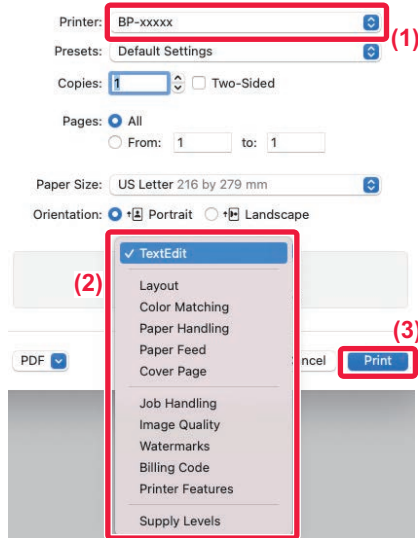 Printer: BP-xxxxx
(1)
Presets: Default Settings
Copies: 1 Two-Sided
Pages: All
From: 1 to: 1
Paper Size: US Letter 216 by 279 mm
Orientation: Portrait Landscape
✓ TextEdit
(2)
Layout
Color Matching
Paper Handling
(3)
Paper Feed
PDF ncel Print
Cover Page
Job Handling
Image Quality
Watermarks
Billing Code
Printer Features
Supply Levels